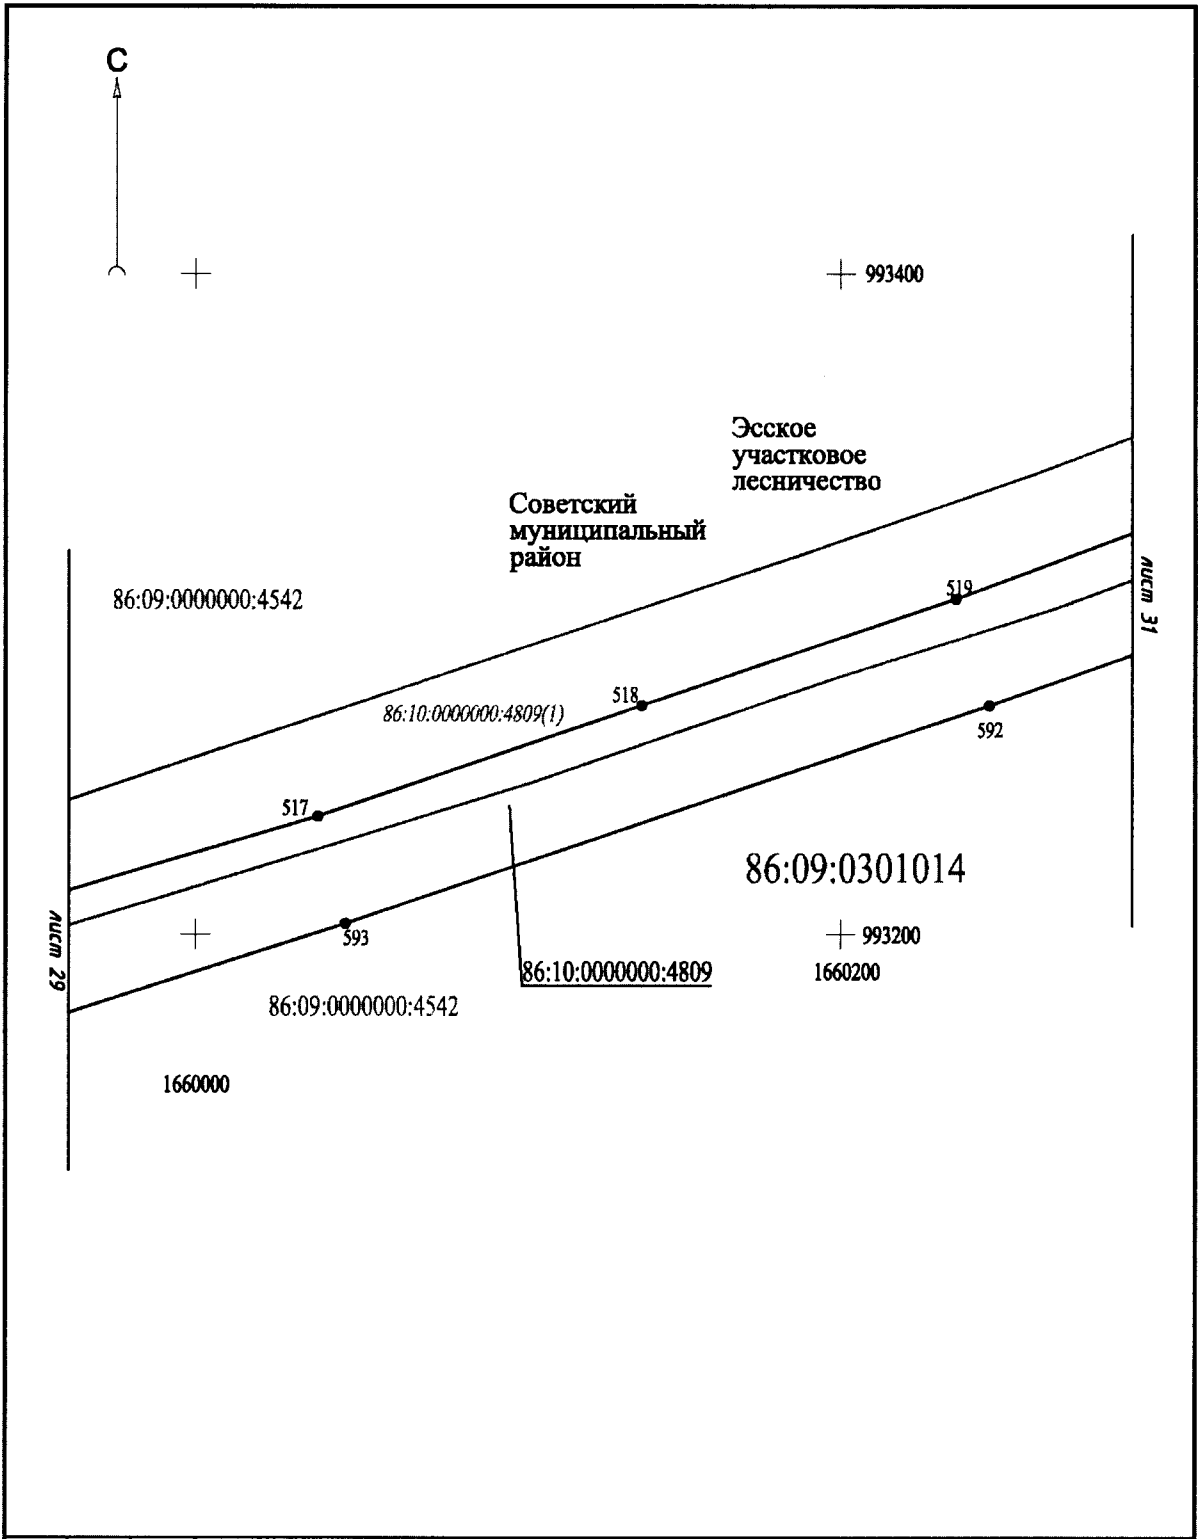 С
993400
Эсское
участковое
лесничество
Советский
муниципальный
район
86:09:0000000:4542
519
лист 31
518
86:10:0000000:4809(1)
592
517
86:09:0301014
лист 29
593
993200
86:10:0000000:4809
1660200
86:09:0000000:4542
1660000